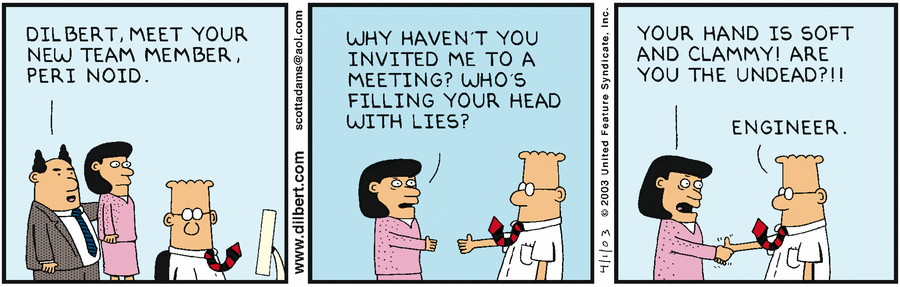 DILBERT, MEET YOUR
NEW TEAM MEMBER,
PERI NOID.
www.dilbert.com
scottadams@aol.com
WHY HAVEN'T YOU
INVITED ME TO A
MEETING? WHO'S
FILLING YOUR HEAD
WITH LIES?
4/1/03 © 2003 United Feature Syndicate, Inc.
YOUR HAND IS SOFT
AND CLAMMY! ARE
YOU THE UNDEAD?!!
ENGINEER.